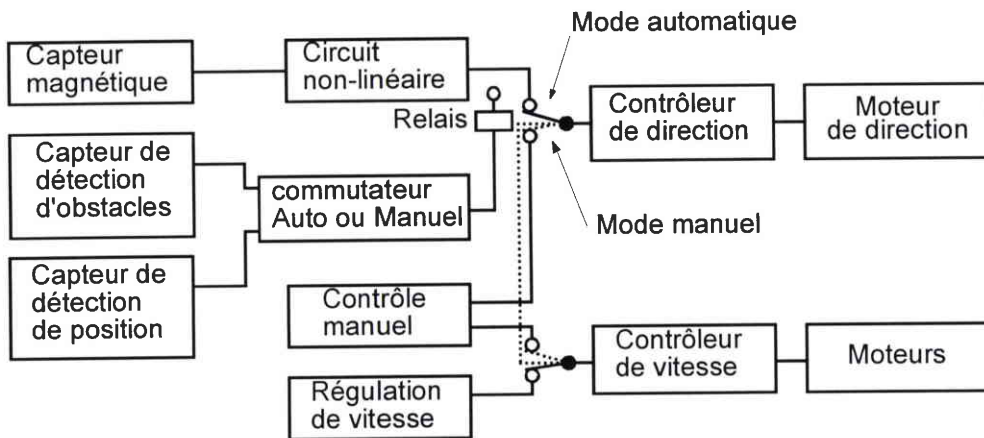 Mode automatique
Capteur
magnétique
Circuit
non-linéaire
Relais
Contrôleur
de direction
Moteur
de direction
Capteur de
détection
d'obstacles
commutateur
Auto ou Manuel
Mode manuel
Capteur de
détection
de position
Contrôle
manuel
Contrôleur
de vitesse
Moteurs
Régulation
de vitesse